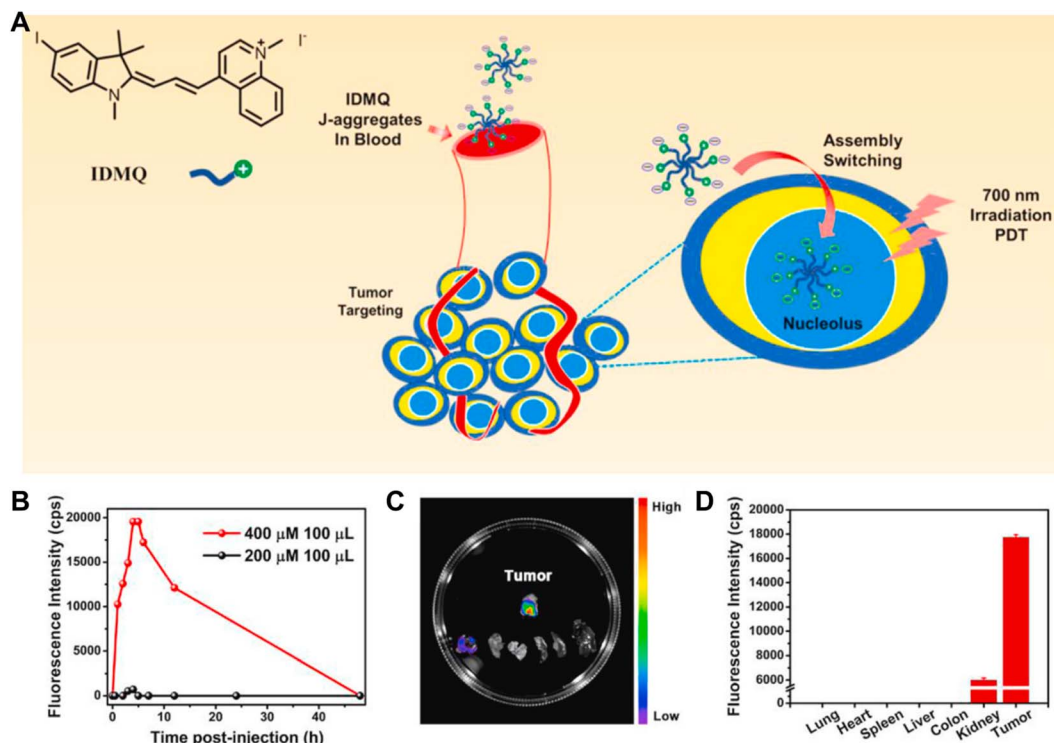 A
I
N
+
N
I-
IDMQ
+
IDMQ
J-aggregates
In Blood
Tumor
Targeting
Assembly
Switching
700 nm
Irradiation
PDT
Nucleolus
B
Fluorescence Intensity (cps)
20000
15000
10000
5000
0
400 μM 100 μL
200 μM 100 μL
0 10 20 30 40 50
Time post-injection (h)
C
Tumor
High
Low
D
Fluorescence Intensity (cps)
20000
18000
16000
14000
12000
10000
8000
6000
0
Lung
Heart
Spleen
Liver
Colon
Kidney
Tumor